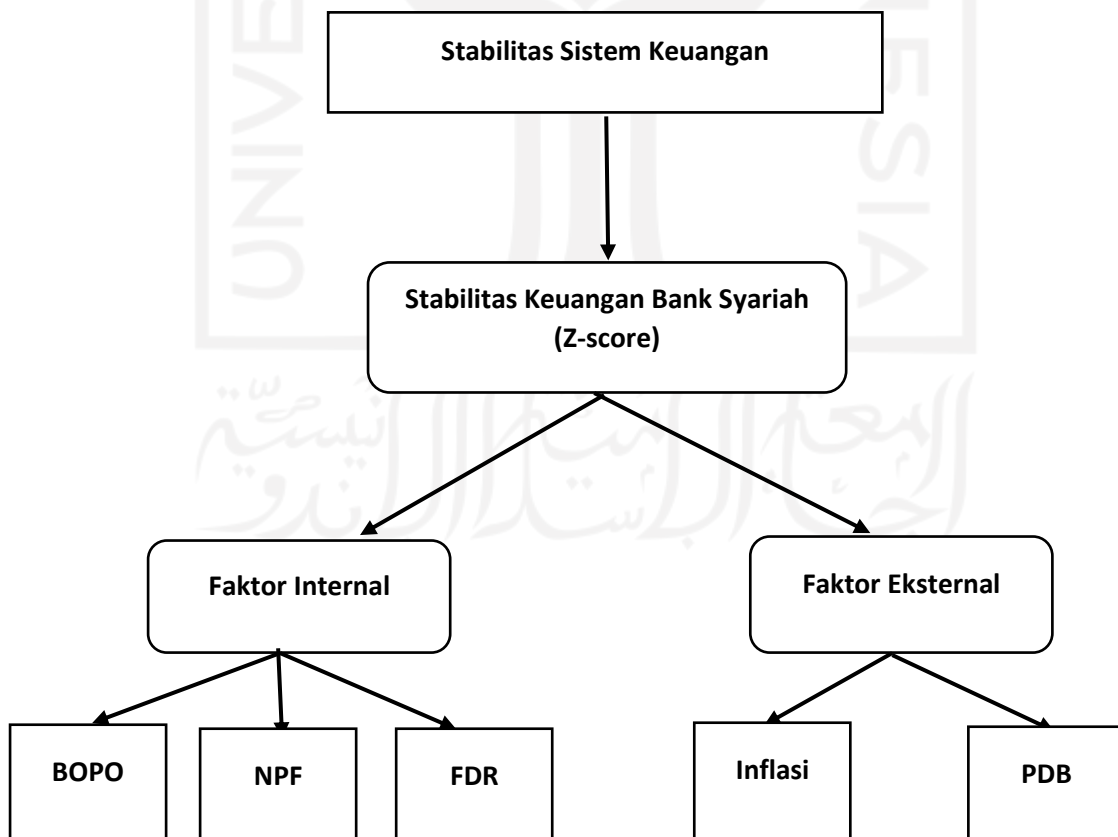 Stabilitas Sistem Keuangan
Stabilitas Keuangan Bank Syariah
(Z-score)
Faktor Internal
Faktor Eksternal
BOPO
NPF
FDR
Inflasi
PDB